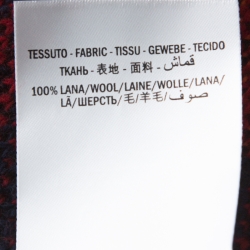 TESSUTO - FABRIC - TISSU - GEWEBE - TECIDO
ТКАНЬ - 表地 - 面料 - قماش
100% LANA/WOOL/LAINE/WOLLE/LANA/
LÃ/ШЕРСТЬ/毛/羊毛/ صوف